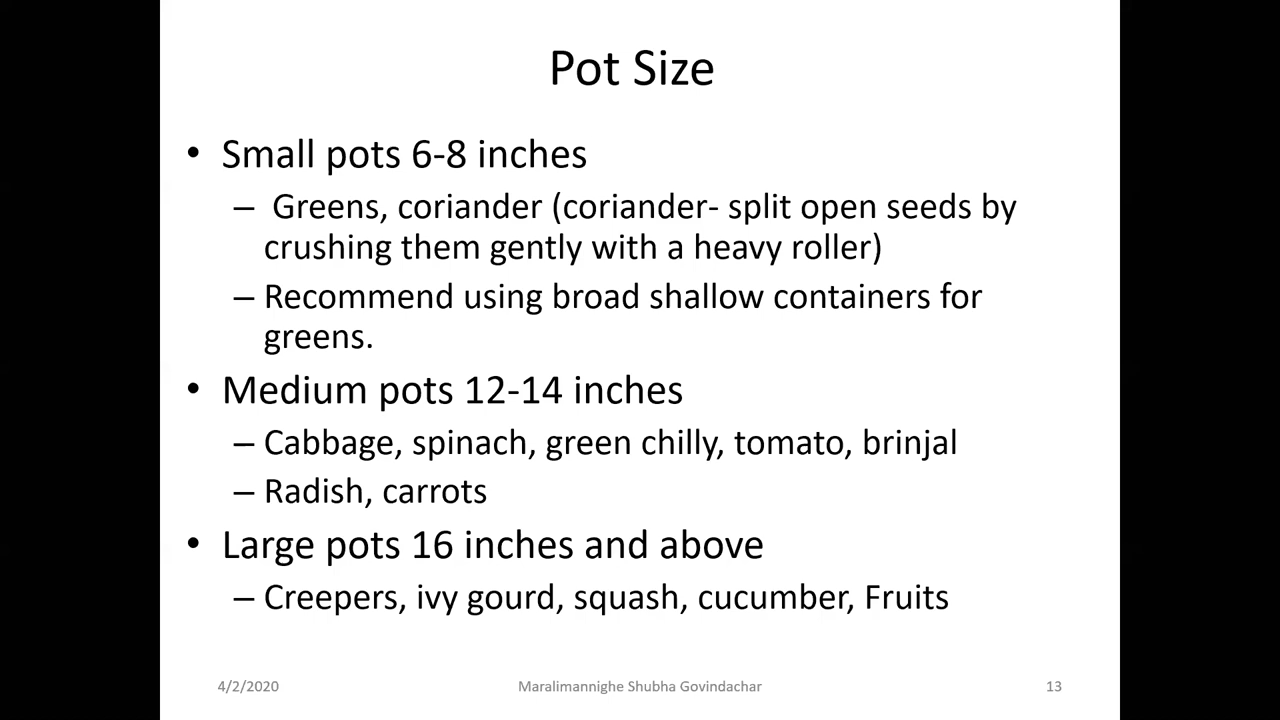 Pot Size
• Small pots 6-8 inches
– Greens, coriander (coriander- split open seeds by
crushing them gently with a heavy roller)
– Recommend using broad shallow containers for
greens.
• Medium pots 12-14 inches
– Cabbage, spinach, green chilly, tomato, brinjal
– Radish, carrots
• Large pots 16 inches and above
– Creepers, ivy gourd, squash, cucumber, Fruits
4/2/2020 Maralimannighe Shubha Govindachar 13